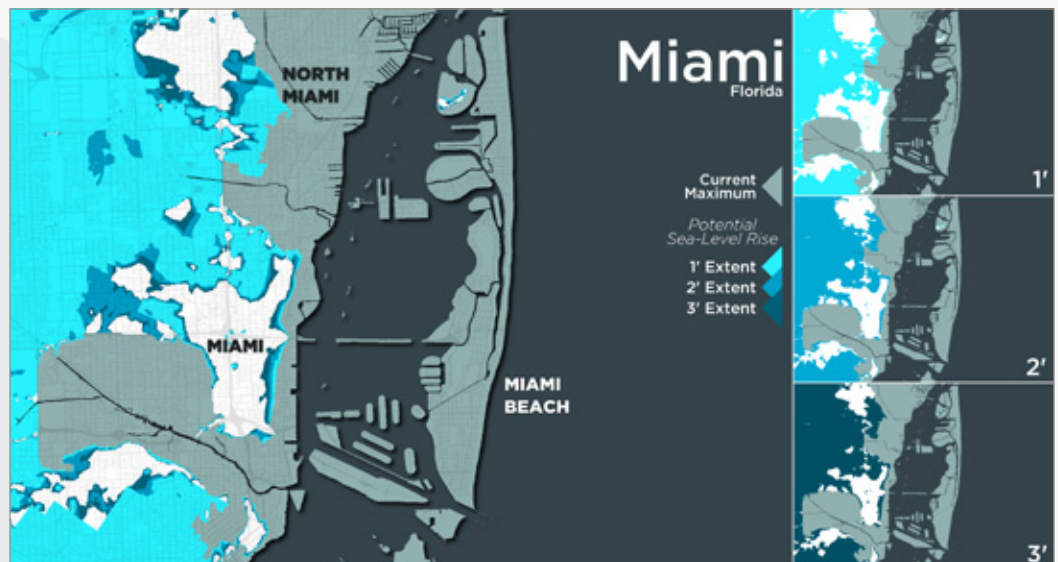 NORTH
MIAMI
MIAMI
MIAMI
BEACH
Miami
Florida
Current
Maximum
Potential
Sea-Level Rise
1' Extent
2' Extent
3' Extent
1'
2'
3'